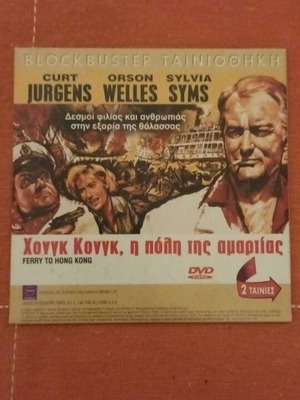 BLOCKBUSTER ΤΑΙΝΙΟΘΗΚΗ
CURT ORSON SYLVIA
JURGENS WELLES SYMS
Δεσμοί φιλίας και ανθρωπιάς
στην εξορία της θάλασσας
Χονγκ Κονγκ, η πόλη της αμαρτίας
FERRY TO HONG KONG
DVD
2 ΤΑΙΝΙΕΣ